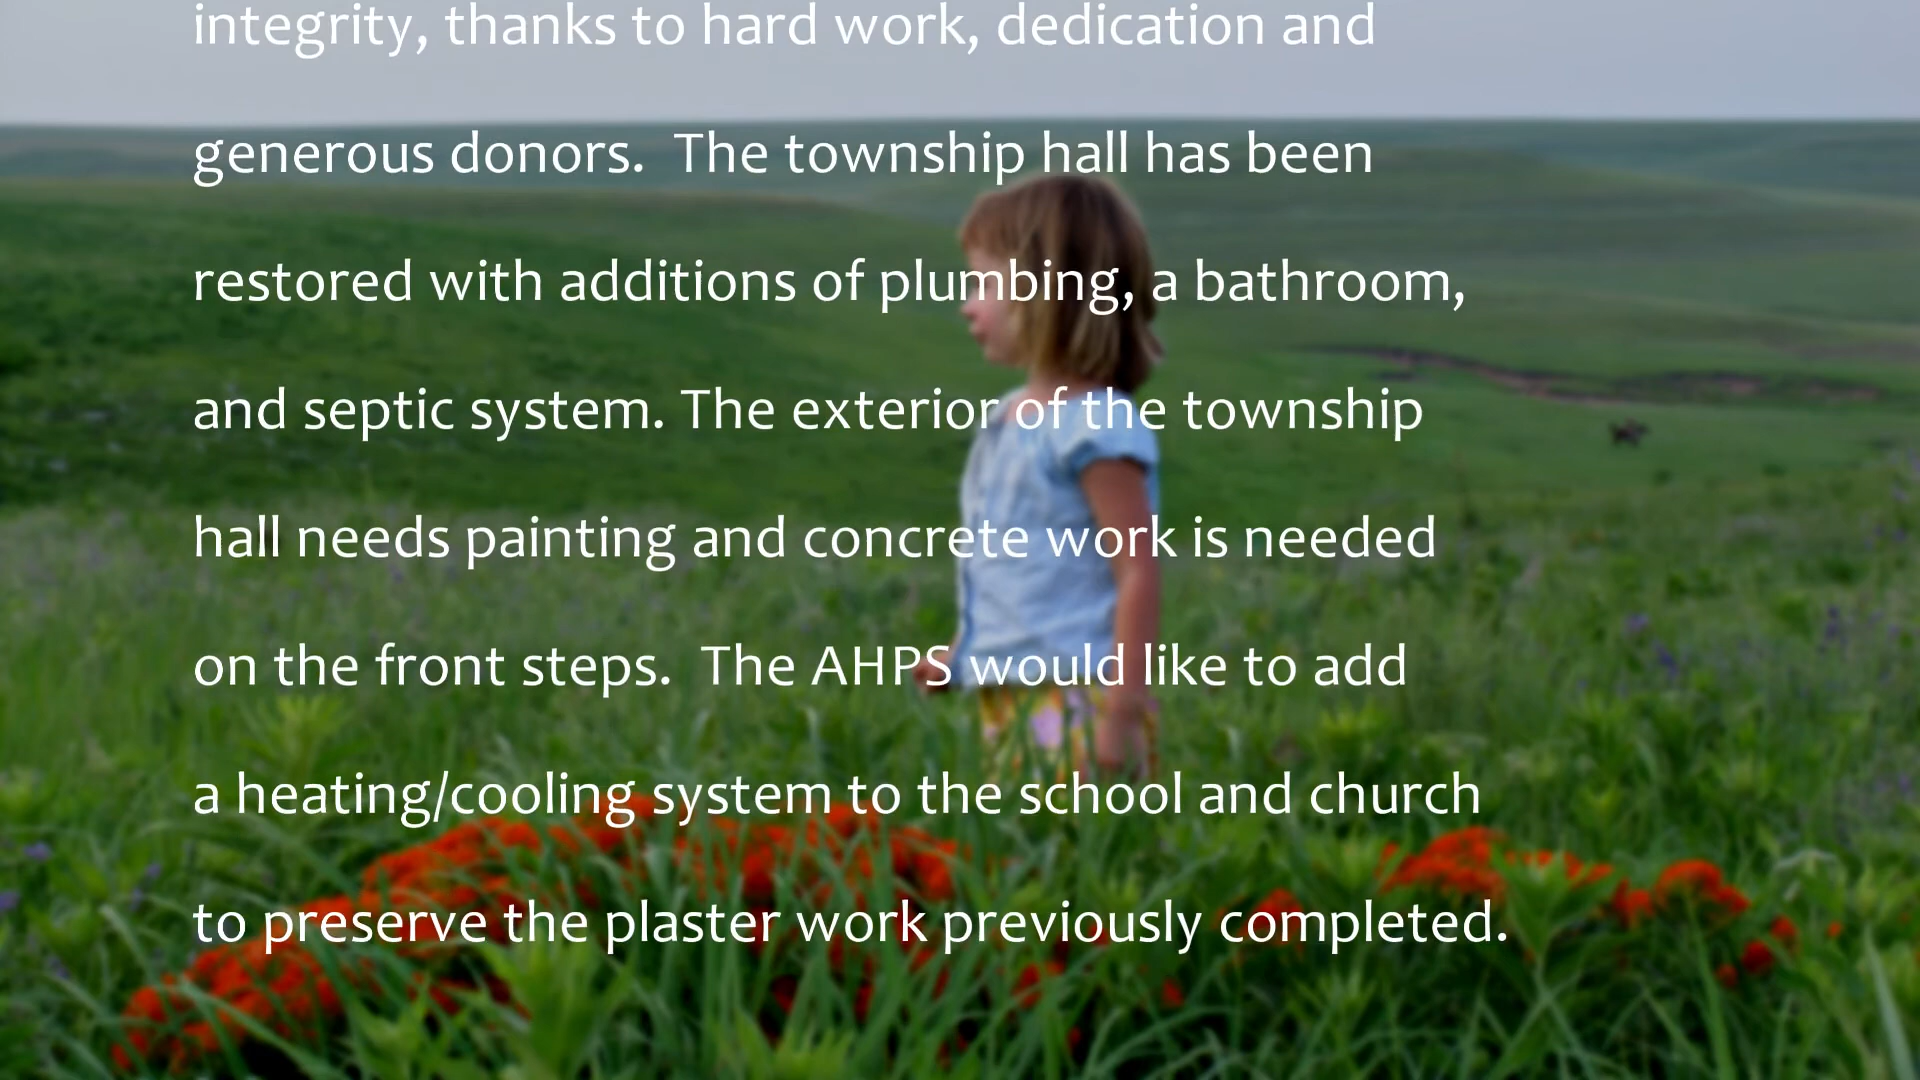 integrity, thanks to hard work, dedication and
generous donors.  The township hall has been
restored with additions of plumbing, a bathroom,
and septic system. The exterior of the township
hall needs painting and concrete work is needed
on the front steps.  The AHPS would like to add
a heating/cooling system to the school and church
to preserve the plaster work previously completed.